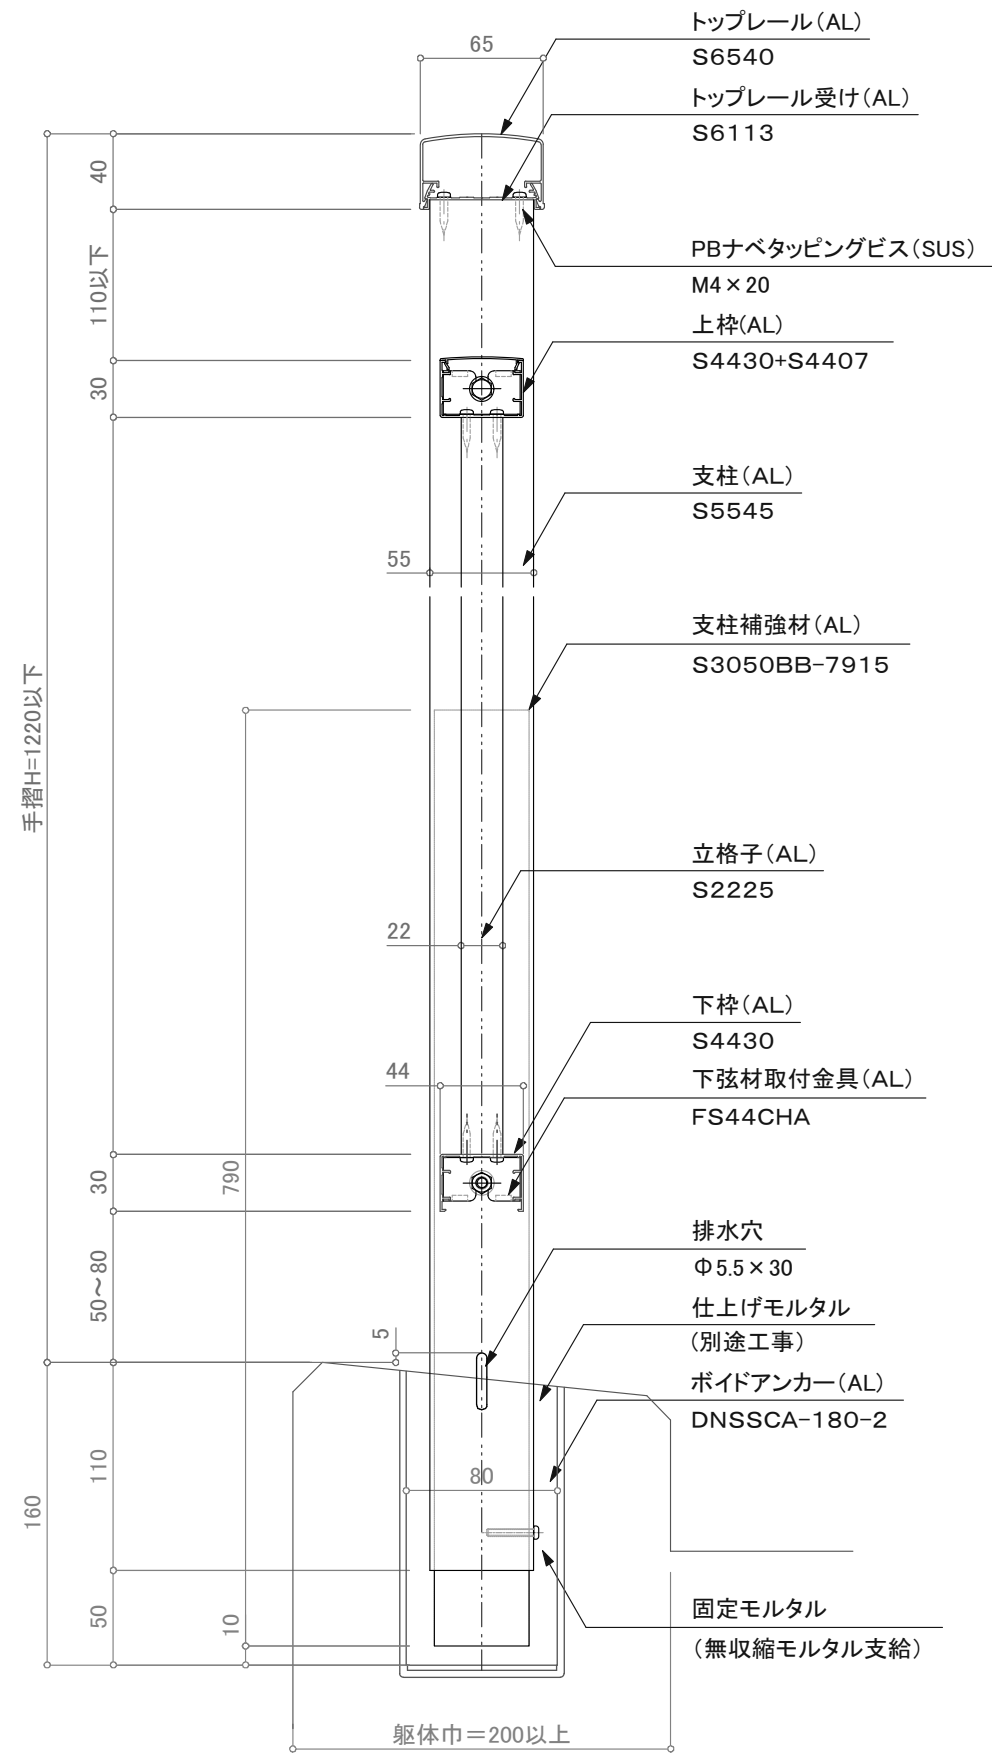 トップレール（AL）
65
S6540
トップレール受け（AL）
S6113
40
PBナベタッピングビス（SUS）
110以下
M4×20
上枠(AL)
S4430+S4407
30
支柱（AL）
S5545
55
支柱補強材（AL）
S3050BB-7915
手摺H=1220以下
立格子（AL）
S2225
22
下枠（AL）
S4430
44
下弦材取付金具（AL）
FS44CHA
30
790
排水穴
Φ5.5×30
50～80
仕上げモルタル
（別途工事）
5
ボイドアンカー（AL）
DNSSCA-180-2
110
80
160
固定モルタル
（無収縮モルタル支給）
50
10
躯体巾＝200以上